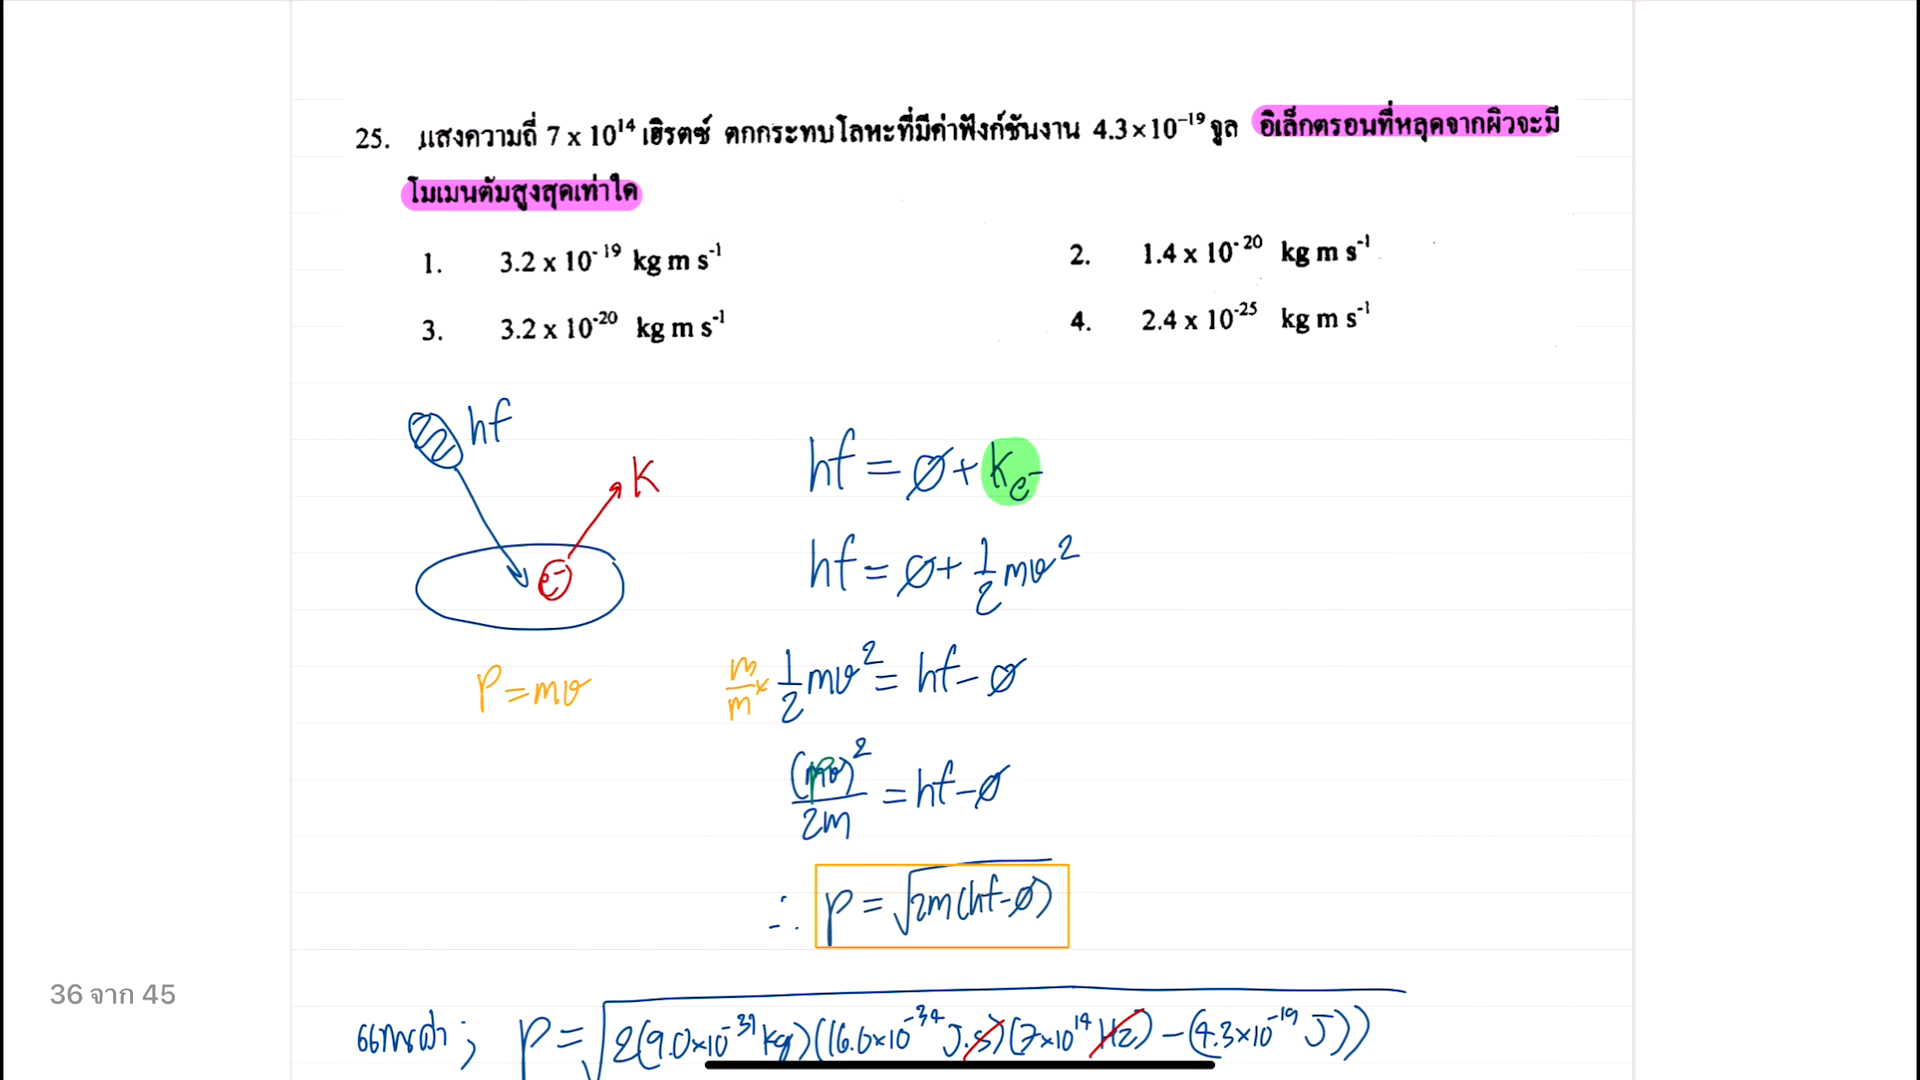 25. แสงความถี่ 7 x 10¹⁴ เฮิรตซ์ ตกกระทบโลหะที่มีค่าฟังก์ชันงาน 4.3×10⁻¹⁹ จูล อิเล็กตรอนที่หลุดจากผิวจะมี
โมเมนตัมสูงสุดเท่าใด
1. 3.2 x 10⁻¹⁹ kg m s⁻¹ 2. 1.4 x 10⁻²⁰ kg m s⁻¹
3. 3.2 x 10⁻²⁰ kg m s⁻¹ 4. 2.4 x 10⁻²⁵ kg m s⁻¹
hf
K
e⁻
hf = ø + k_e⁻
hf = ø + 1/2 mv²
P = mv
m/m × 1/2 mv² = hf - ø
(p)²/2m = hf - ø
∴ p = √2m(hf-ø)
36 จาก 45
แทนค่า ; p = √2(9.0×10⁻³¹ kg)((6.6×10⁻³⁴ J.s)(7×10¹⁴ Hz) - (4.3×10⁻¹⁹ J))